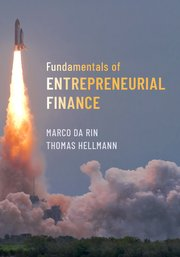 Fundamentals of
ENTREPRENEURIAL
FINANCE
MARCO DA RIN
THOMAS HELLMANN